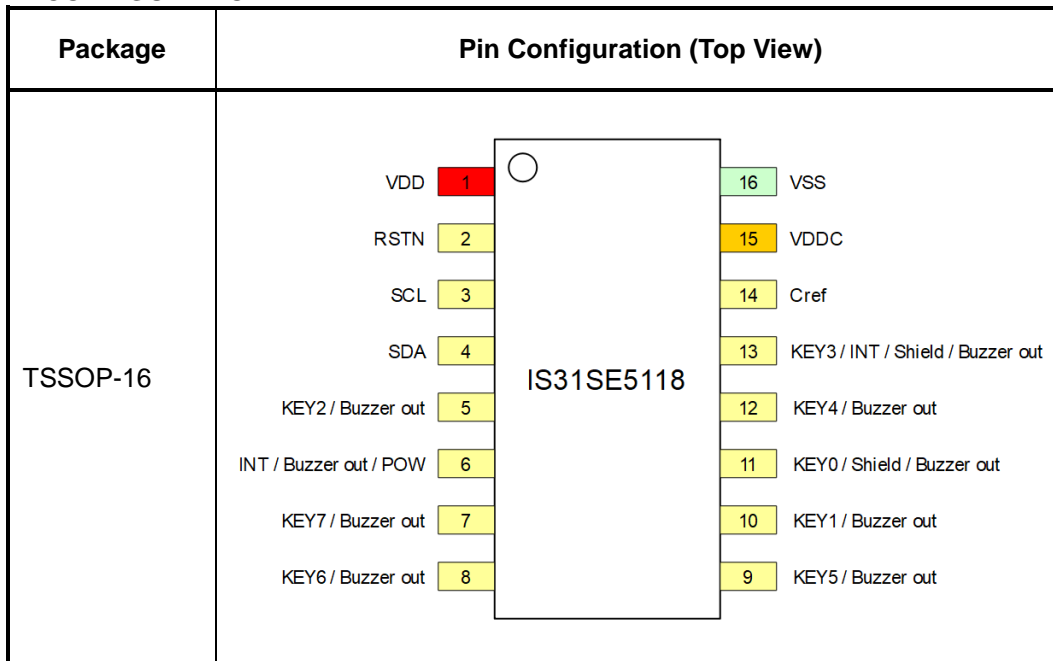 Package
Pin Configuration (Top View)
TSSOP-16
VDD 1
16 VSS
RSTN 2
15 VDDC
SCL 3
14 Cref
SDA 4
13 KEY3 / INT / Shield / Buzzer out
IS31SE5118
KEY2 / Buzzer out 5
12 KEY4 / Buzzer out
INT / Buzzer out / POW 6
11 KEY0 / Shield / Buzzer out
KEY7 / Buzzer out 7
10 KEY1 / Buzzer out
KEY6 / Buzzer out 8
9 KEY5 / Buzzer out